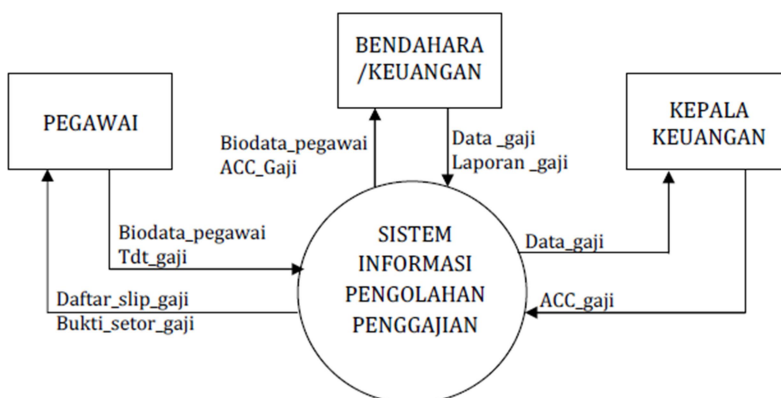 BENDAHARA
/KEUANGAN
PEGAWAI
KEPALA
KEUANGAN
Biodata_pegawai
ACC_Gaji
Data _gaji
Laporan _gaji
Biodata_pegawai
Tdt_gaji
SISTEM
INFORMASI
PENGOLAHAN
PENGGAJIAN
Data_gaji
Daftar_slip_gaji
Bukti_setor_gaji
ACC_gaji